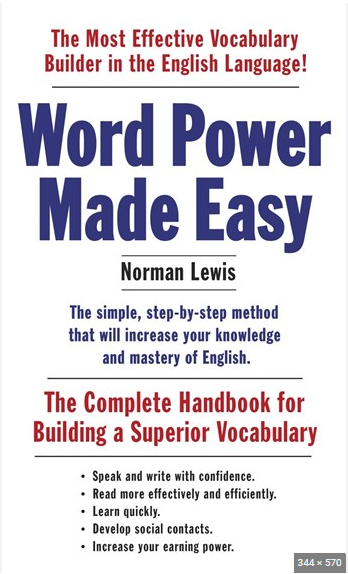 The Most Effective Vocabulary
Builder in the English Language!
Word Power
Made Easy
Norman Lewis
The simple, step-by-step method
that will increase your knowledge
and mastery of English.
The Complete Handbook for
Building a Superior Vocabulary
• Speak and write with confidence.
• Read more effectively and efficiently.
• Learn quickly.
• Develop social contacts.
• Increase your earning power.
344 × 570